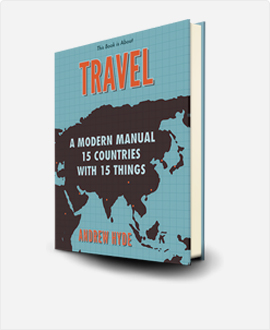 This Book is About
TRAVEL
A MODERN MANUAL
15 COUNTRIES
WITH 15 THINGS
ANDREW HYDE